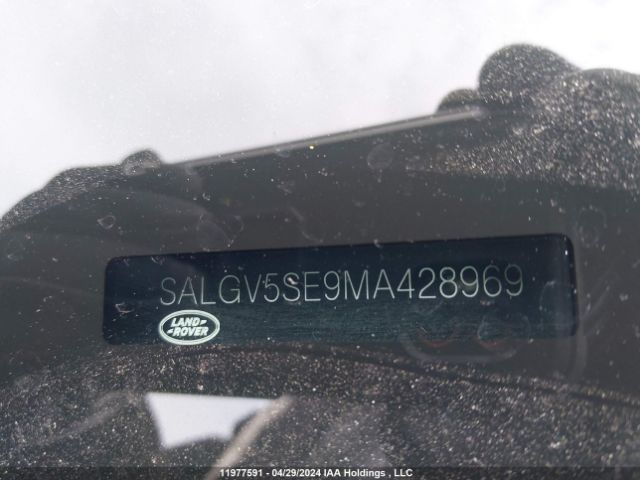 SALGV5SE9MA428969
LAND-
-ROVER
11977591 - 04/29/2024 IAA Holdings , LLC